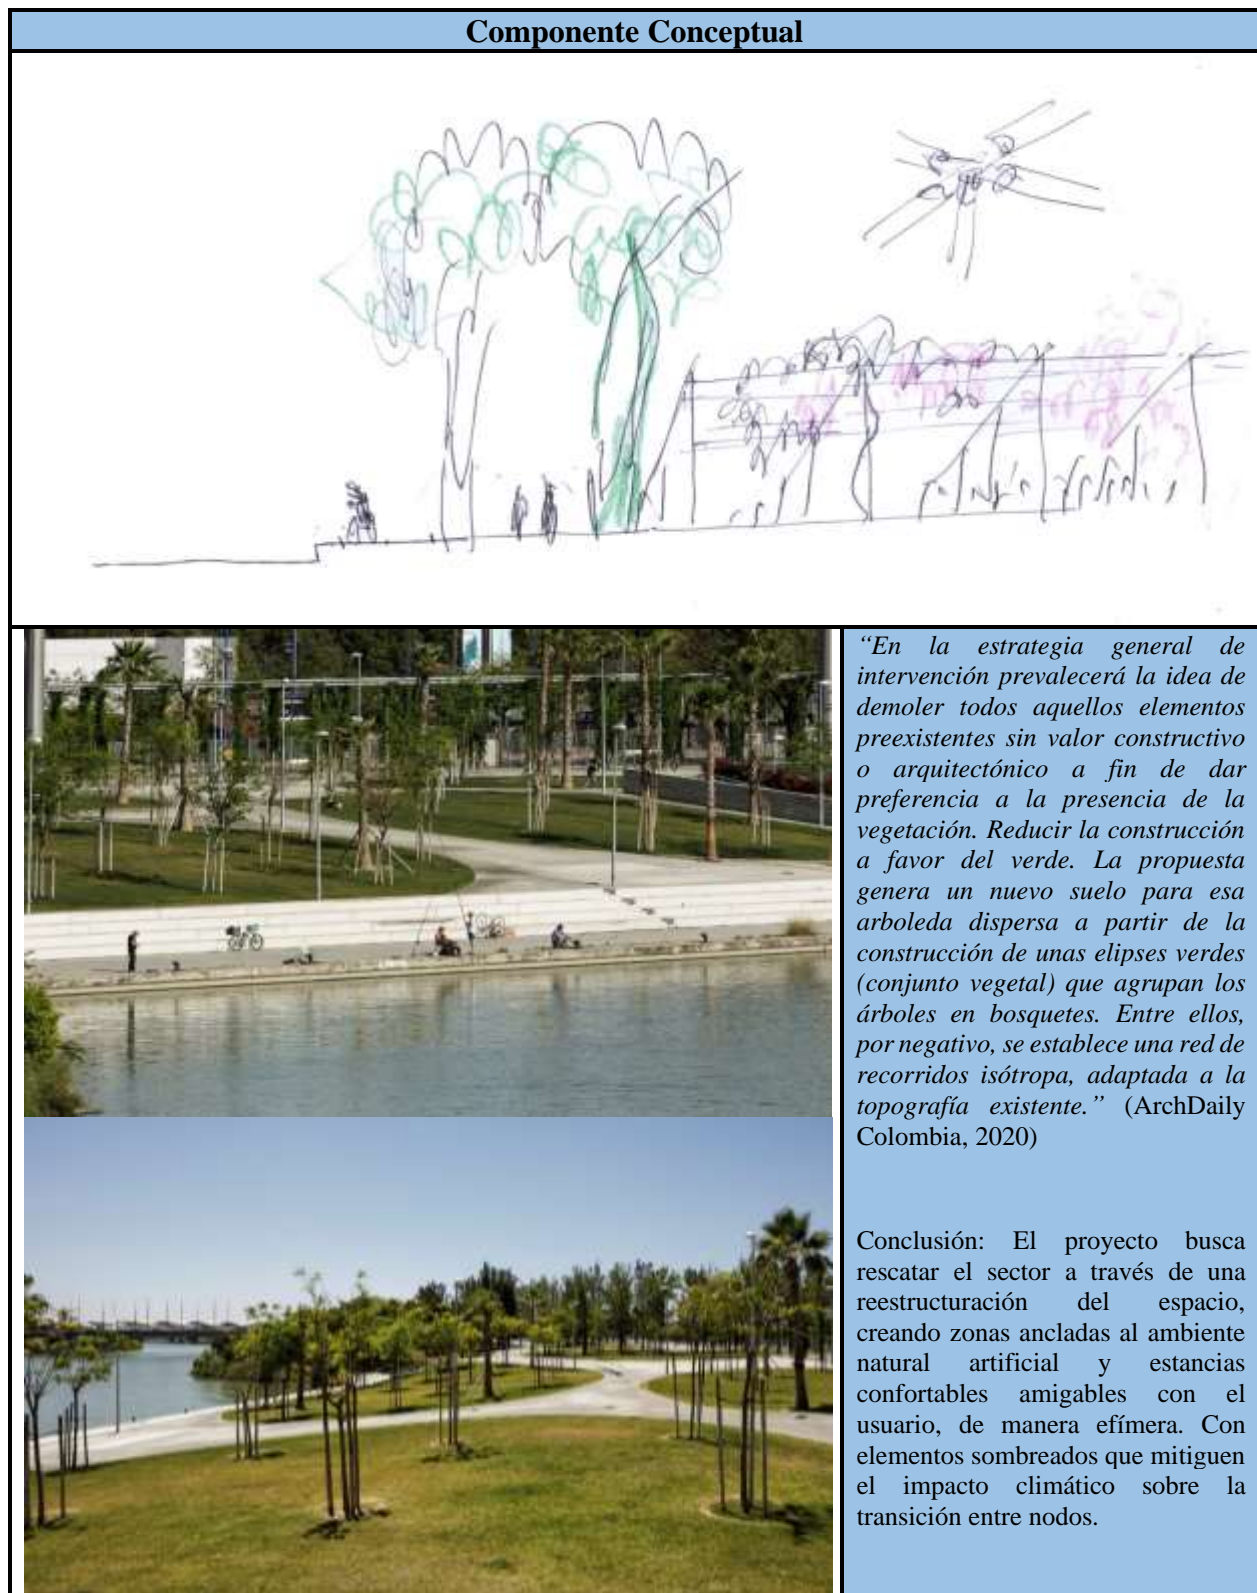 Componente Conceptual
“En la estrategia general de
intervención prevalecerá la idea de
demoler todos aquellos elementos
preexistentes sin valor constructivo
o arquitectónico a fin de dar
preferencia a la presencia de la
vegetación. Reducir la construcción
a favor del verde. La propuesta
genera un nuevo suelo para esa
arboleda dispersa a partir de la
construcción de unas elipses verdes
(conjunto vegetal) que agrupan los
árboles en bosquetes. Entre ellos,
por negativo, se establece una red de
recorridos isótropa, adaptada a la
topografía existente.” (ArchDaily
Colombia, 2020)
Conclusión: El proyecto busca
rescatar el sector a través de una
reestructuración del espacio,
creando zonas ancladas al ambiente
natural artificial y estancias
confortables amigables con el
usuario, de manera efímera. Con
elementos sombreados que mitiguen
el impacto climático sobre la
transición entre nodos.